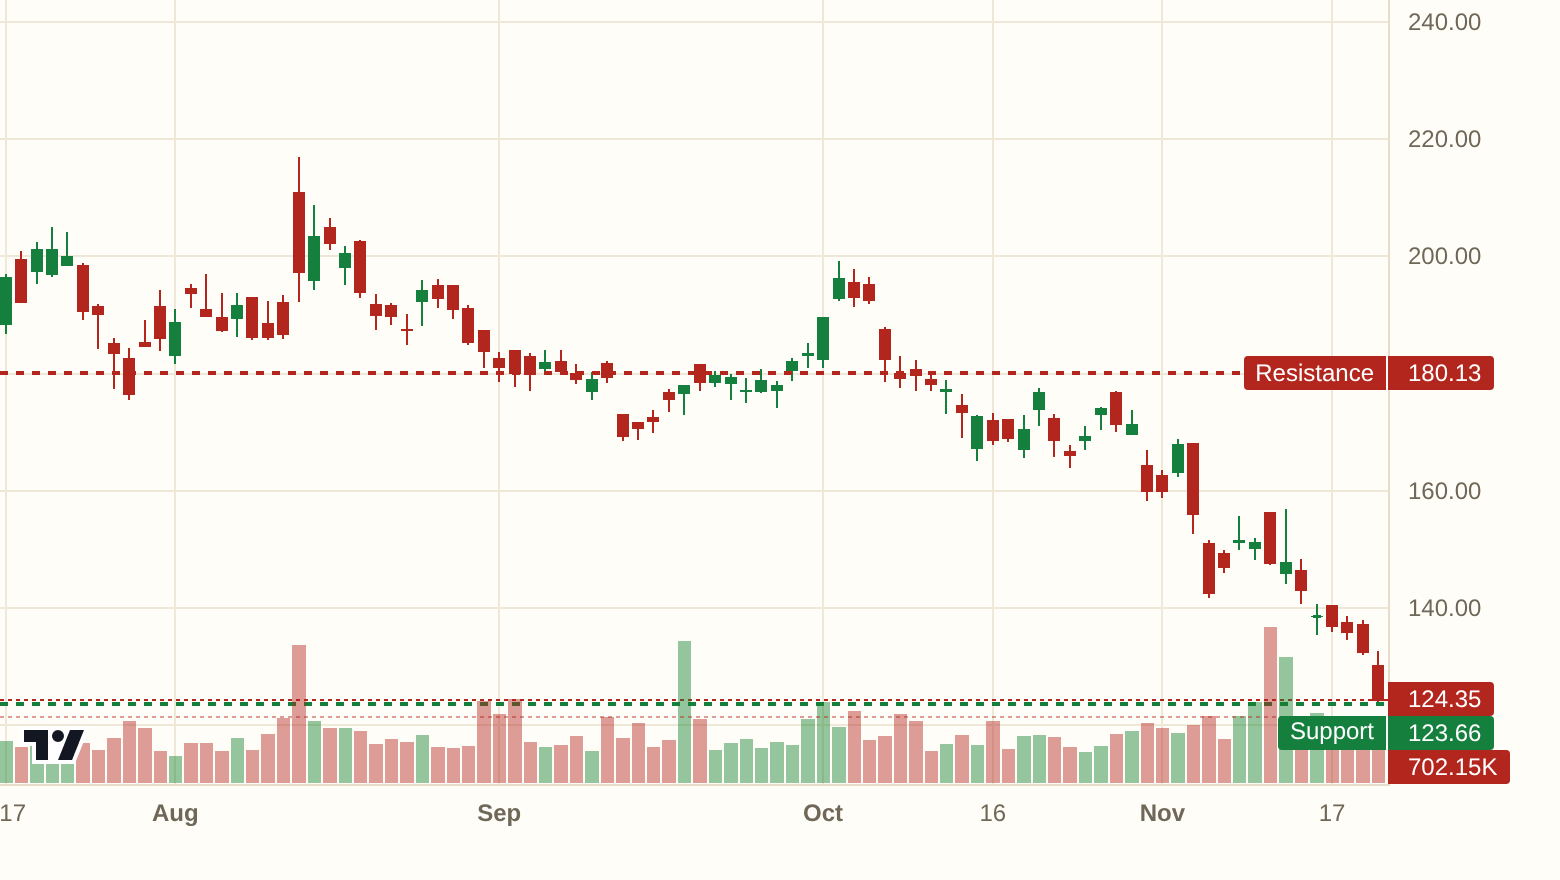 240.00
220.00
200.00
Resistance 180.13
160.00
140.00
124.35
Support 123.66
702.15K
17 Aug Sep Oct 16 Nov 17